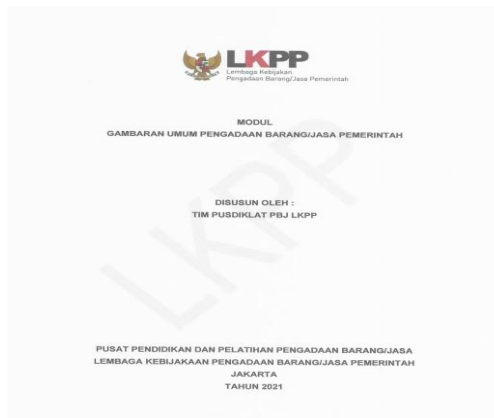 LKPP
Lembaga Kebijakan
Pengadaan Barang/Jasa Pemerintah
MODUL
GAMBARAN UMUM PENGADAAN BARANG/JASA PEMERINTAH
DISUSUN OLEH :
TIM PUSDIKLAT PBJ LKPP
LKPP
PUSAT PENDIDIKAN DAN PELATIHAN PENGADAAN BARANG/JASA
LEMBAGA KEBIJAKAAN PENGADAAN BARANG/JASA PEMERINTAH
JAKARTA
TAHUN 2021